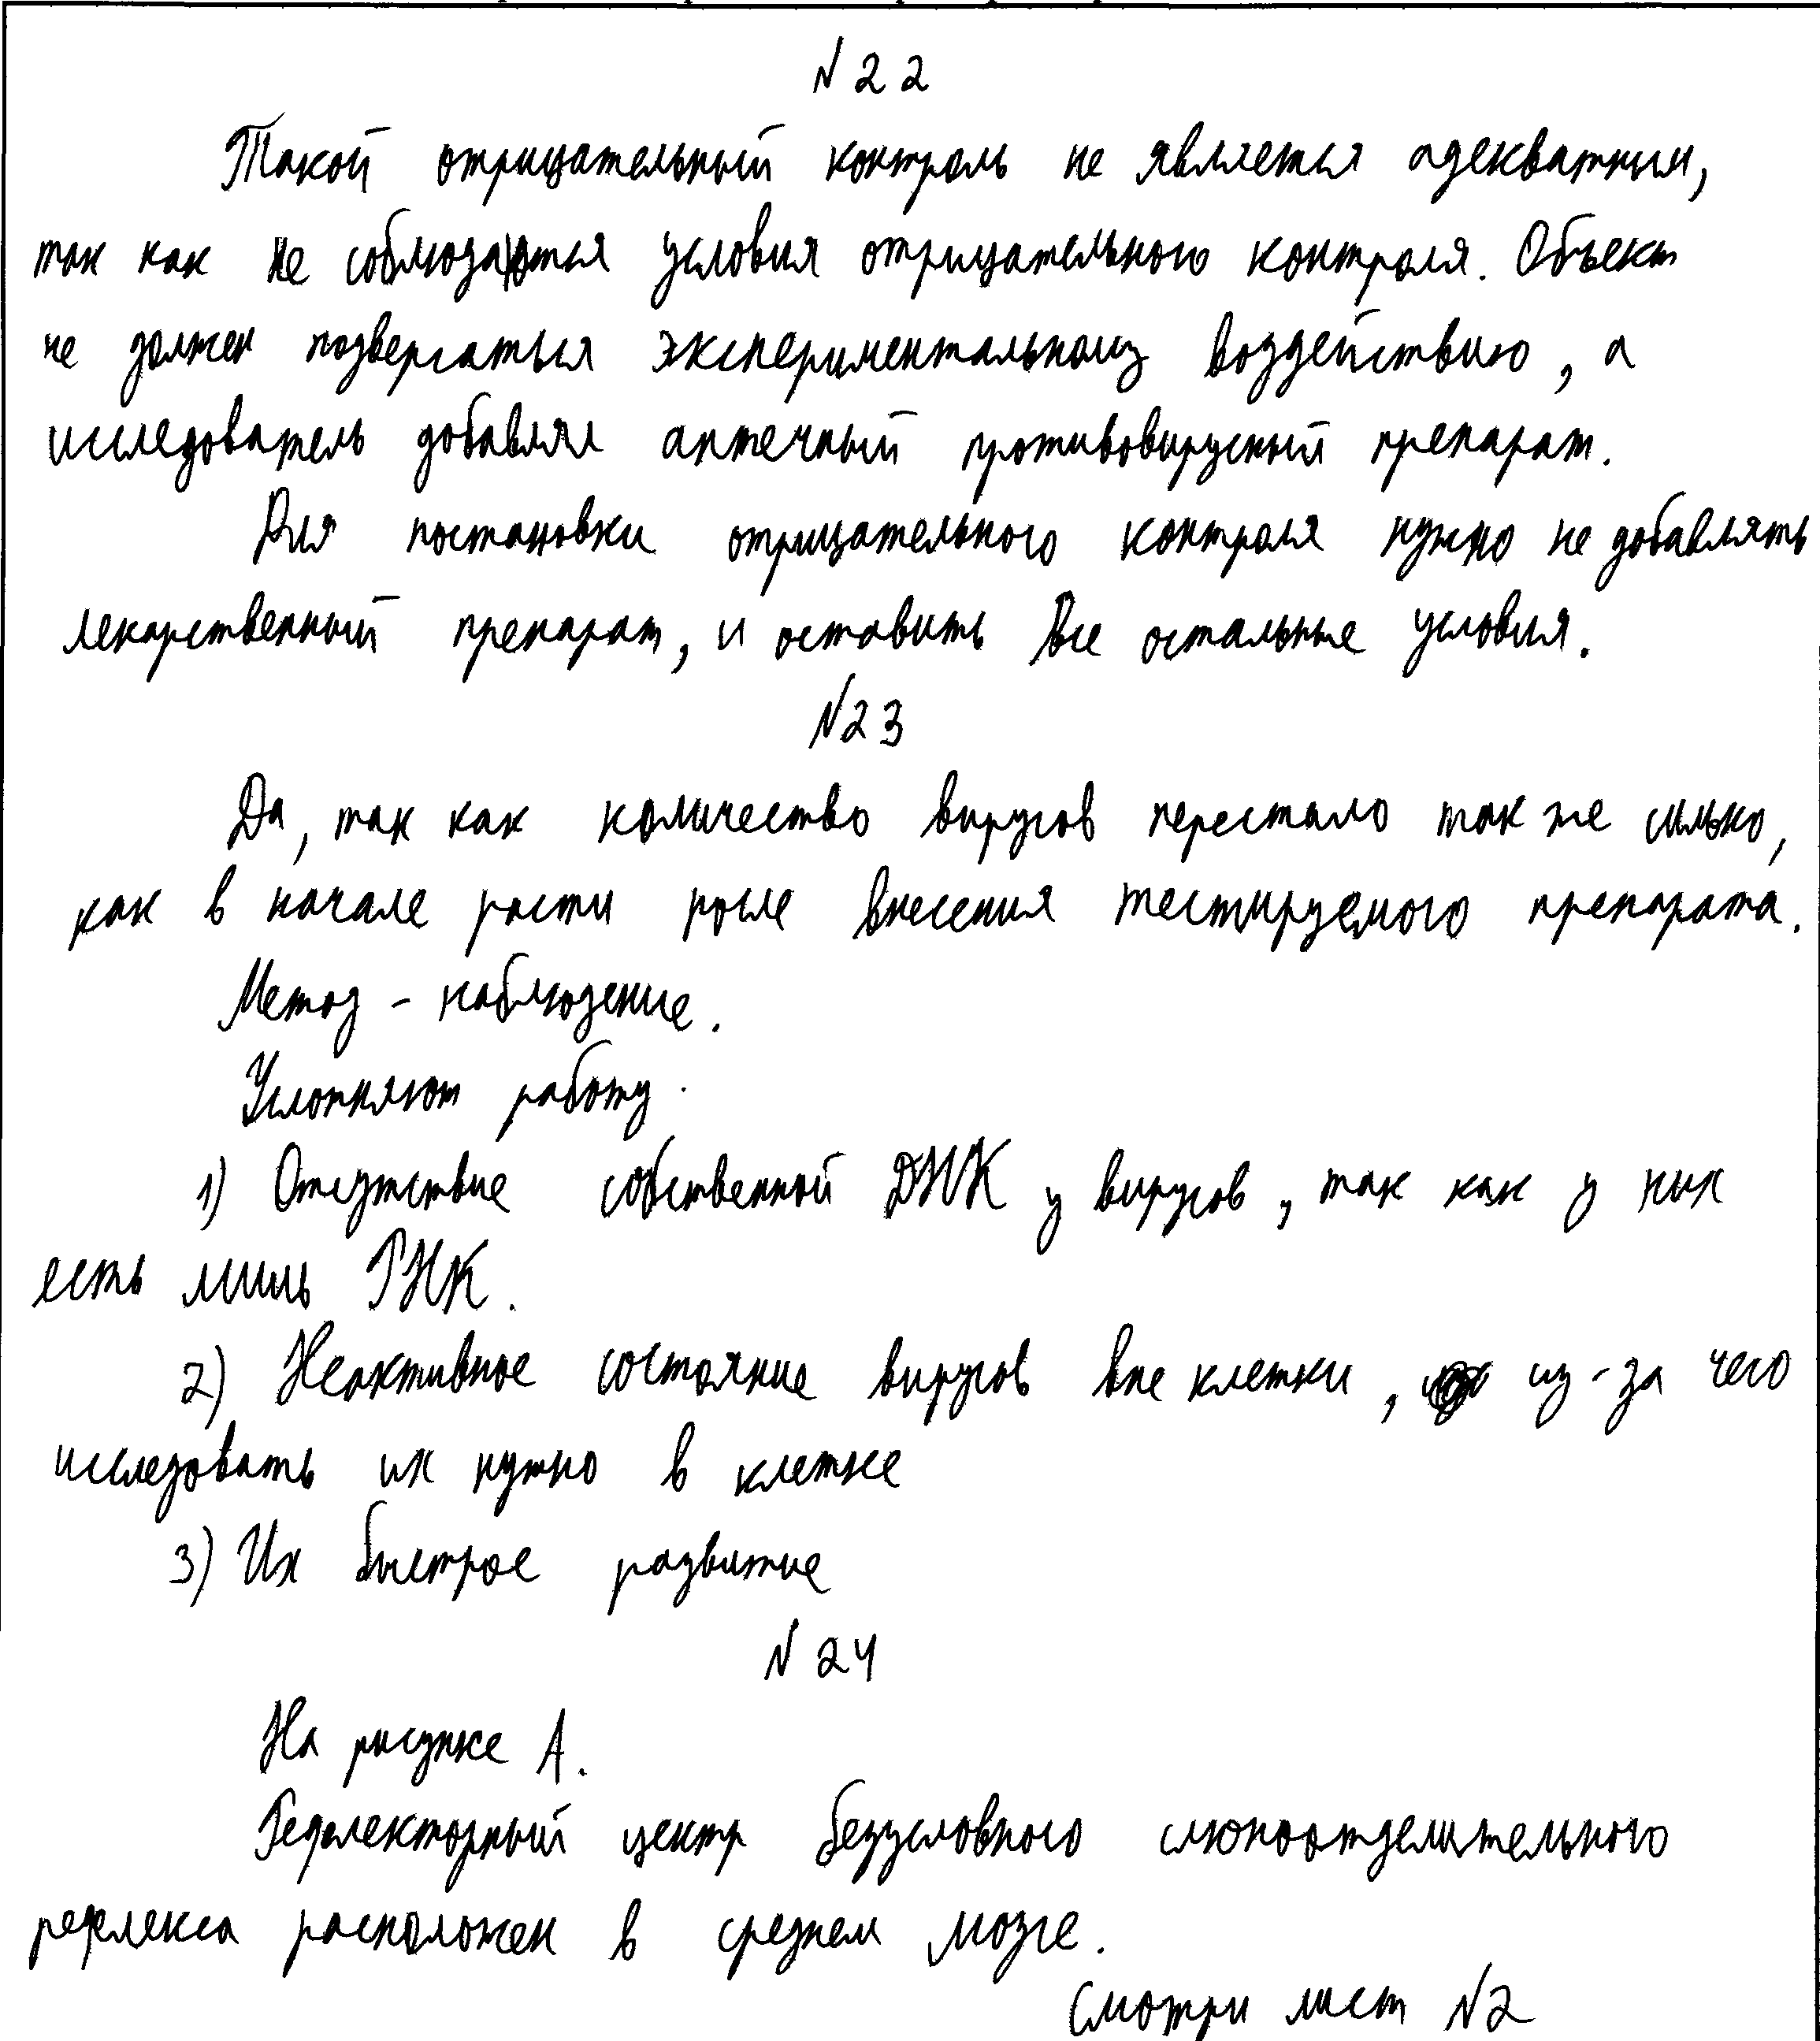 №22
Такой отрицательный контроль не является адекватным,
так как не соблюдаются условия отрицательного контроля. Объект
не должен подвергаться экспериментальному воздействию, а
исследователь добавлял аптечный противовирусный препарат.
Для постановки отрицательного контроля нужно не добавлять
лекарственный препарат, и оставить все остальные условия.
№23
Да, так как количество вирусов перестало так же сильно,
как в начале расти после внесения тестируемого препарата.
Метод - наблюдение.
Усложняют работу.
1) Отсутствие собственной ДНК у вирусов, так как у них
есть лишь РНК.
2) Неактивное состояние вирусов вне клетки, из-за чего
исследовать их нужно в клетке
3) Их быстрое развитие
№24
На рисунке А.
Рефлекторный центр безусловного слюноотделительного
рефлекса расположен в среднем мозге.
Смотри лист №2